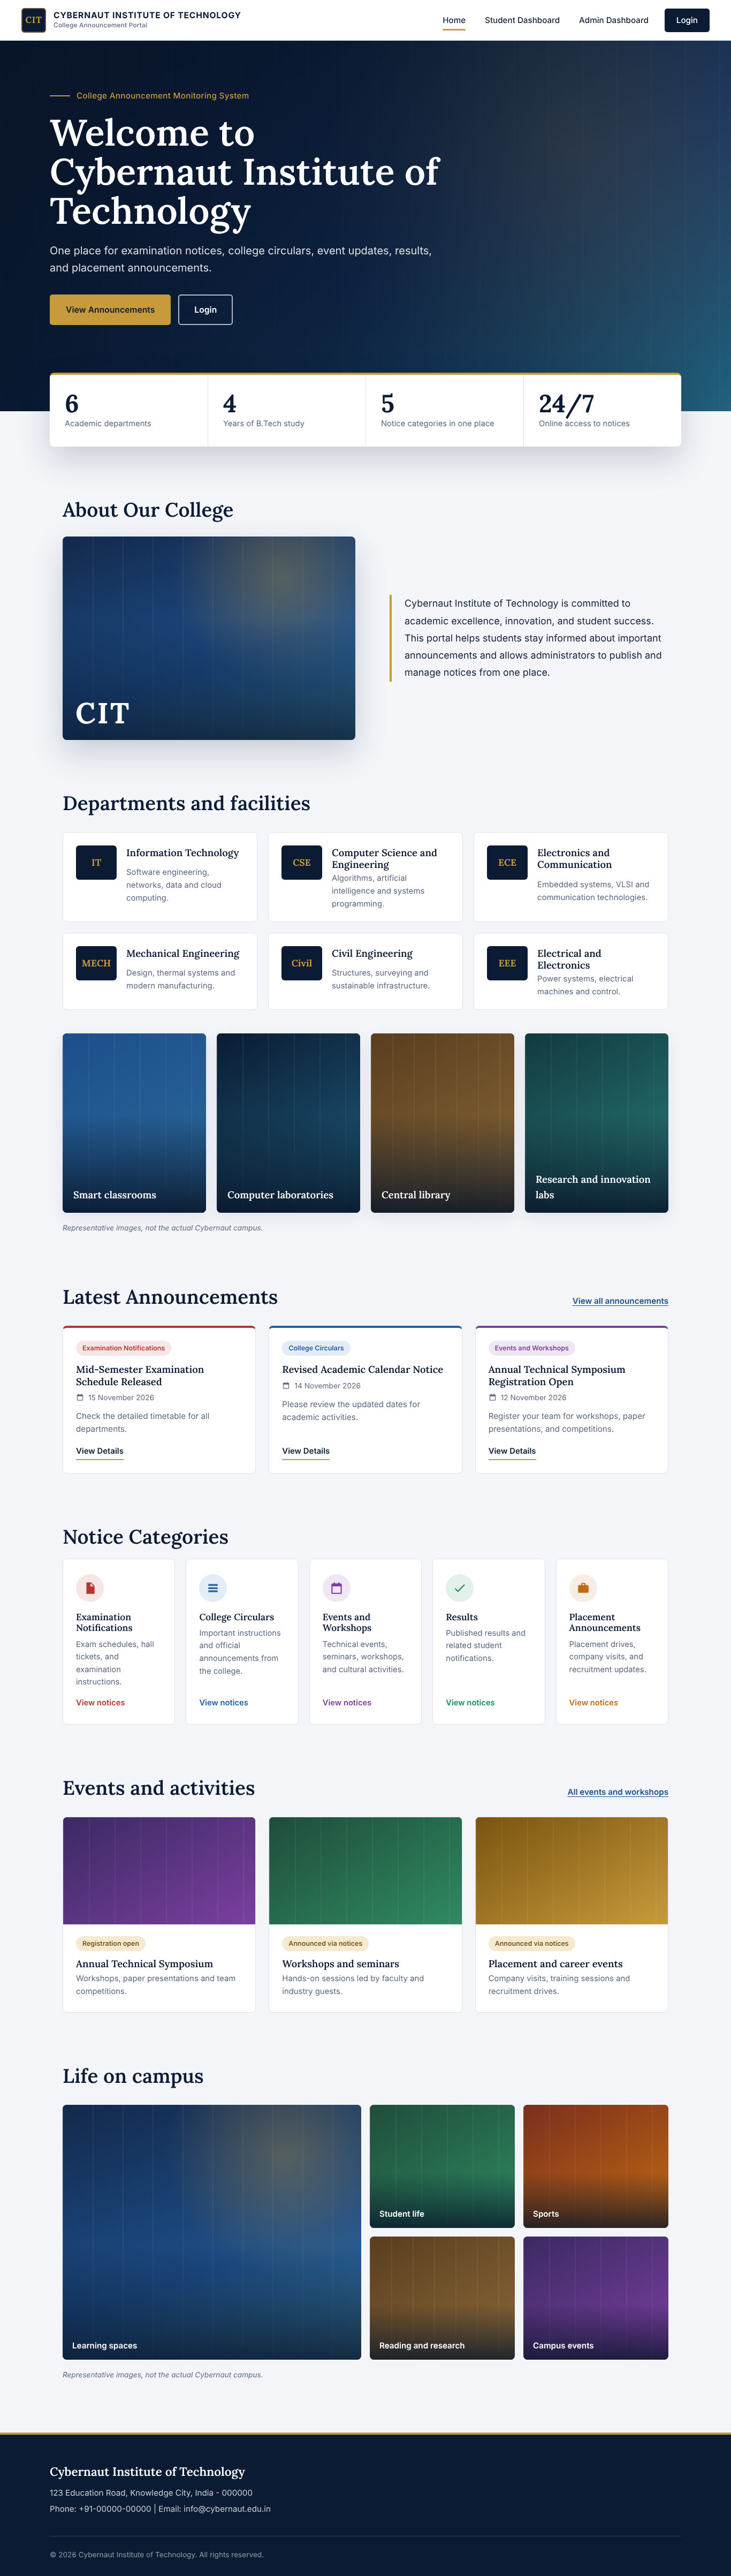 CIT
CYBERNAUT INSTITUTE OF TECHNOLOGY
College Announcement Portal
Home
Student Dashboard
Admin Dashboard
Login
College Announcement Monitoring System
Welcome to
Cybernaut Institute of
Technology
One place for examination notices, college circulars, event updates, results,
and placement announcements.
View Announcements
Login
6
Academic departments
4
Years of B.Tech study
5
Notice categories in one place
24/7
Online access to notices
About Our College
CIT
Cybernaut Institute of Technology is committed to
academic excellence, innovation, and student success.
This portal helps students stay informed about important
announcements and allows administrators to publish and
manage notices from one place.
Departments and facilities
IT
Information Technology
Software engineering,
networks, data and cloud
computing.
CSE
Computer Science and
Engineering
Algorithms, artificial
intelligence and systems
programming.
ECE
Electronics and
Communication
Embedded systems, VLSI and
communication technologies.
MECH
Mechanical Engineering
Design, thermal systems and
modern manufacturing.
Civil
Civil Engineering
Structures, surveying and
sustainable infrastructure.
EEE
Electrical and
Electronics
Power systems, electrical
machines and control.
Smart classrooms
Computer laboratories
Central library
Research and innovation
labs
Representative images, not the actual Cybernaut campus.
Latest Announcements
View all announcements
Examination Notifications
Mid-Semester Examination
Schedule Released
15 November 2026
Check the detailed timetable for all
departments.
View Details
College Circulars
Revised Academic Calendar Notice
14 November 2026
Please review the updated dates for
academic activities.
View Details
Events and Workshops
Annual Technical Symposium
Registration Open
12 November 2026
Register your team for workshops, paper
presentations, and competitions.
View Details
Notice Categories
Examination
Notifications
Exam schedules, hall
tickets, and
examination
instructions.
View notices
College Circulars
Important instructions
and official
announcements from
the college.
View notices
Events and
Workshops
Technical events,
seminars, workshops,
and cultural activities.
View notices
Results
Published results and
related student
notifications.
View notices
Placement
Announcements
Placement drives,
company visits, and
recruitment updates.
View notices
Events and activities
All events and workshops
Registration open
Annual Technical Symposium
Workshops, paper presentations and team
competitions.
Announced via notices
Workshops and seminars
Hands-on sessions led by faculty and
industry guests.
Announced via notices
Placement and career events
Company visits, training sessions and
recruitment drives.
Life on campus
Learning spaces
Student life
Sports
Reading and research
Campus events
Representative images, not the actual Cybernaut campus.
Cybernaut Institute of Technology
123 Education Road, Knowledge City, India - 000000
Phone: +91-00000-00000 | Email: info@cybernaut.edu.in
© 2026 Cybernaut Institute of Technology. All rights reserved.